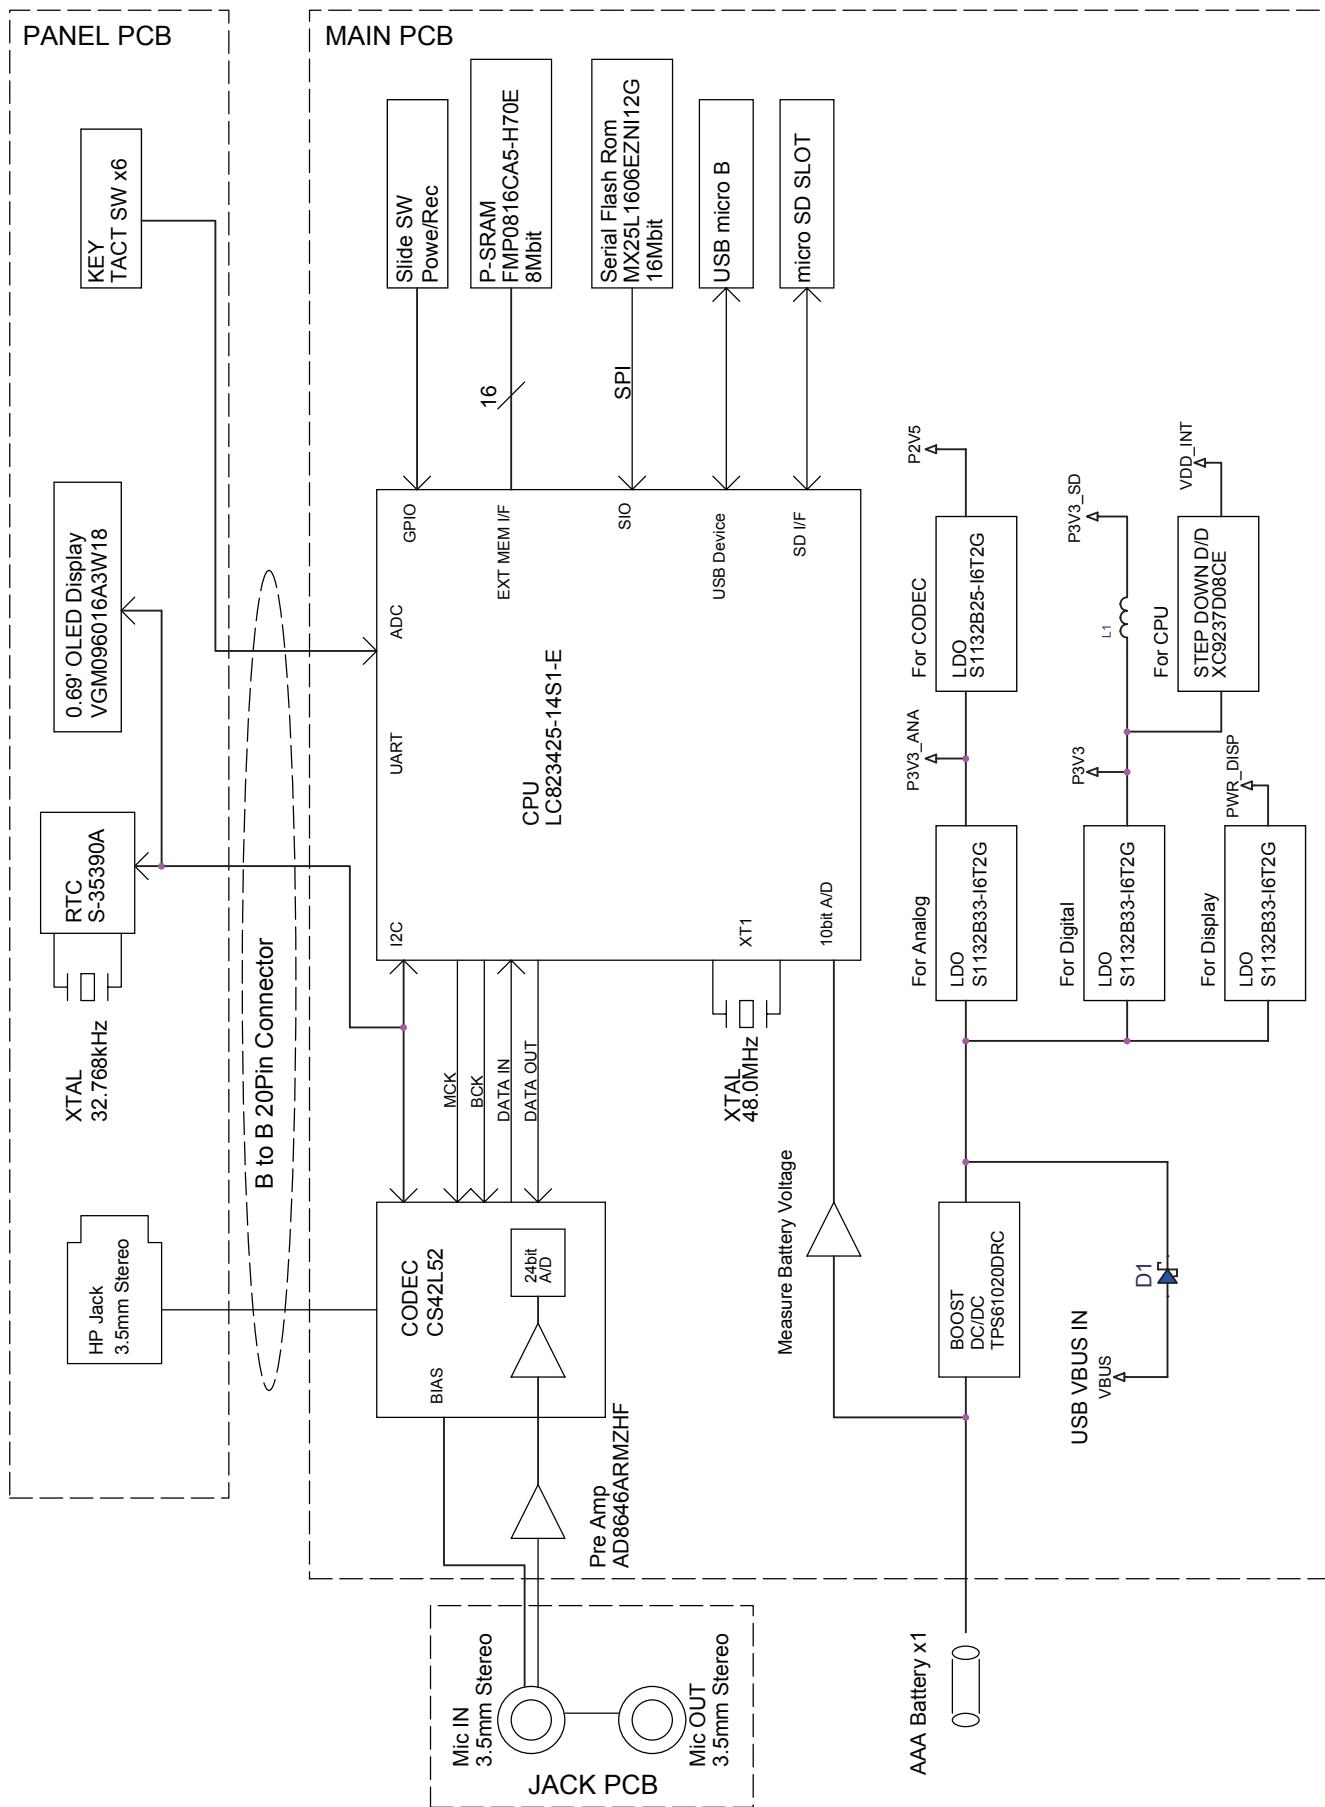 PANEL PCB
KEY
TACT SW x6
0.69' OLED Display
VGM096016A3W18
RTC
S-35390A
XTAL
32.768kHz
HP Jack
3.5mm Stereo
B to B 20Pin Connector
MAIN PCB
Slide SW
Powe/Rec
P-SRAM
FMP0816CA5-H70E
8Mbit
Serial Flash Rom
MX25L1606EZNI12G
16Mbit
USB micro B
micro SD SLOT
16
SPI
GPIO
EXT MEM I/F
SIO
USB Device
SD I/F
ADC
UART
I2C
CPU
LC823425-14S1-E
XT1
10bit A/D
XTAL
48.0MHz
MCK
BCK
DATA IN
DATA OUT
CODEC
CS42L52
24bit
A/D
BIAS
Pre Amp
AD8646ARMZHF
Measure Battery Voltage
P2V5
For CODEC
LDO
S1132B25-I6T2G
P3V3_ANA
For Analog
LDO
S1132B33-I6T2G
P3V3_SD
L1
P3V3
For Digital
LDO
S1132B33-I6T2G
VDD_INT
For CPU
STEP DOWN D/D
XC9237D08CE
PWR_DISP
For Display
LDO
S1132B33-I6T2G
BOOST
DC/DC
TPS61020DRC
D1
USB VBUS IN
VBUS
Mic IN
3.5mm Stereo
Mic OUT
3.5mm Stereo
JACK PCB
AAA Battery x1